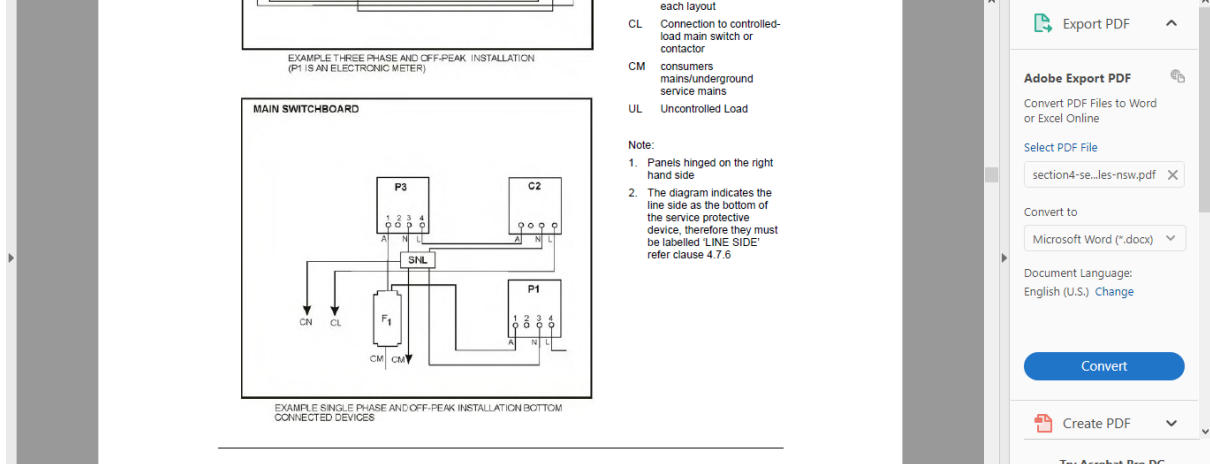 each layout
CL Connection to controlled-
load main switch or
contactor
CM consumers
mains/underground
service mains
UL Uncontrolled Load
Note:
1. Panels hinged on the right
hand side
2. The diagram indicates the
line side as the bottom of
the service protective
device, therefore they must
be labelled 'LINE SIDE'
refer clause 4.7.6
EXAMPLE THREE PHASE AND OFF-PEAK INSTALLATION
(P1 IS AN ELECTRONIC METER)
MAIN SWITCHBOARD
P3
1 2 3 4
A N L
C2
A N L
SNL
P1
1 2 3 4
A N L
CN CL
F1
CM CM
EXAMPLE SINGLE PHASE AND OFF-PEAK INSTALLATION BOTTOM
CONNECTED DEVICES
Export PDF
Adobe Export PDF
Convert PDF Files to Word
or Excel Online
Select PDF File
section4-se...les-nsw.pdf
Convert to
Microsoft Word (*.docx)
Document Language:
English (U.S.) Change
Convert
Create PDF
Try Acrobat Pro DC